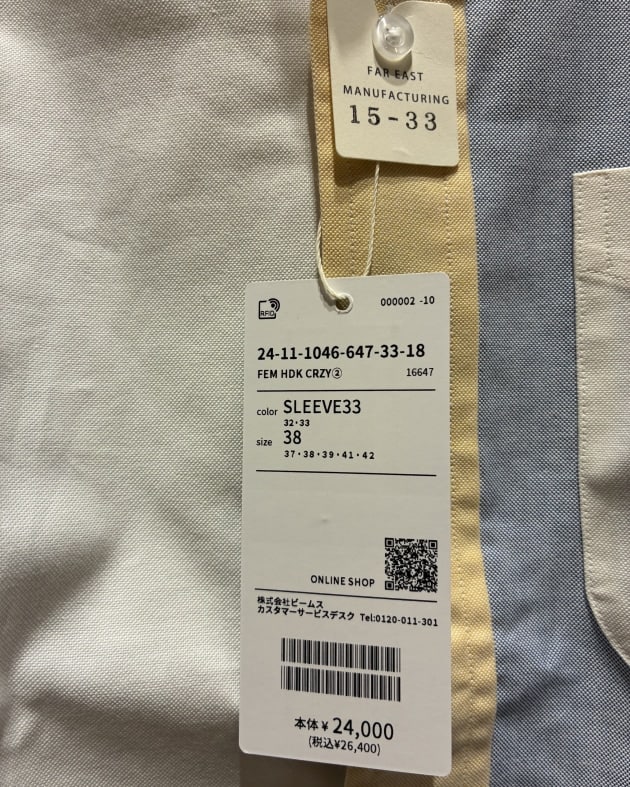 FAR EAST
MANUFACTURING
15-33
RFID
000002 -10
24-11-1046-647-33-18
FEM HDK CRZY② 16647
color SLEEVE33
32・33
size 38
37・38・39・41・42
ONLINE SHOP
株式会社ビームス
カスタマーサービスデスク Tel:0120-011-301
本体¥24,000
(税込¥26,400)